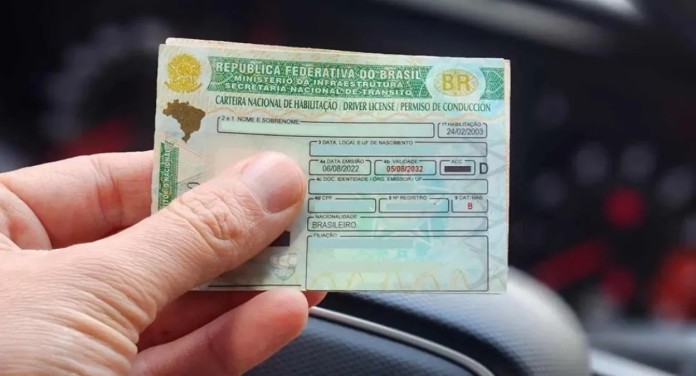 REPÚBLICA FEDERATIVA DO BRASIL
MINISTÉRIO DA INFRAESTRUTURA
SECRETARIA NACIONAL DE TRÂNSITO
BR
CARTEIRA NACIONAL DE HABILITAÇÃO / DRIVER LICENSE / PERMISO DE CONDUCCIÓN
2 e 1 NOME E SOBRENOME
1ª HABILITAÇÃO
24/02/2003
3 DATA, LOCAL E UF DE NASCIMENTO
4a DATA EMISSÃO
06/08/2022
4b VALIDADE
05/08/2032
ACC
D
4c DOC. IDENTIDADE / ÓRG. EMISSOR / UF
4d CPF
5 Nº REGISTRO
9 CAT. HAB.
B
NACIONALIDADE
BRASILEIRO
FILIAÇÃO